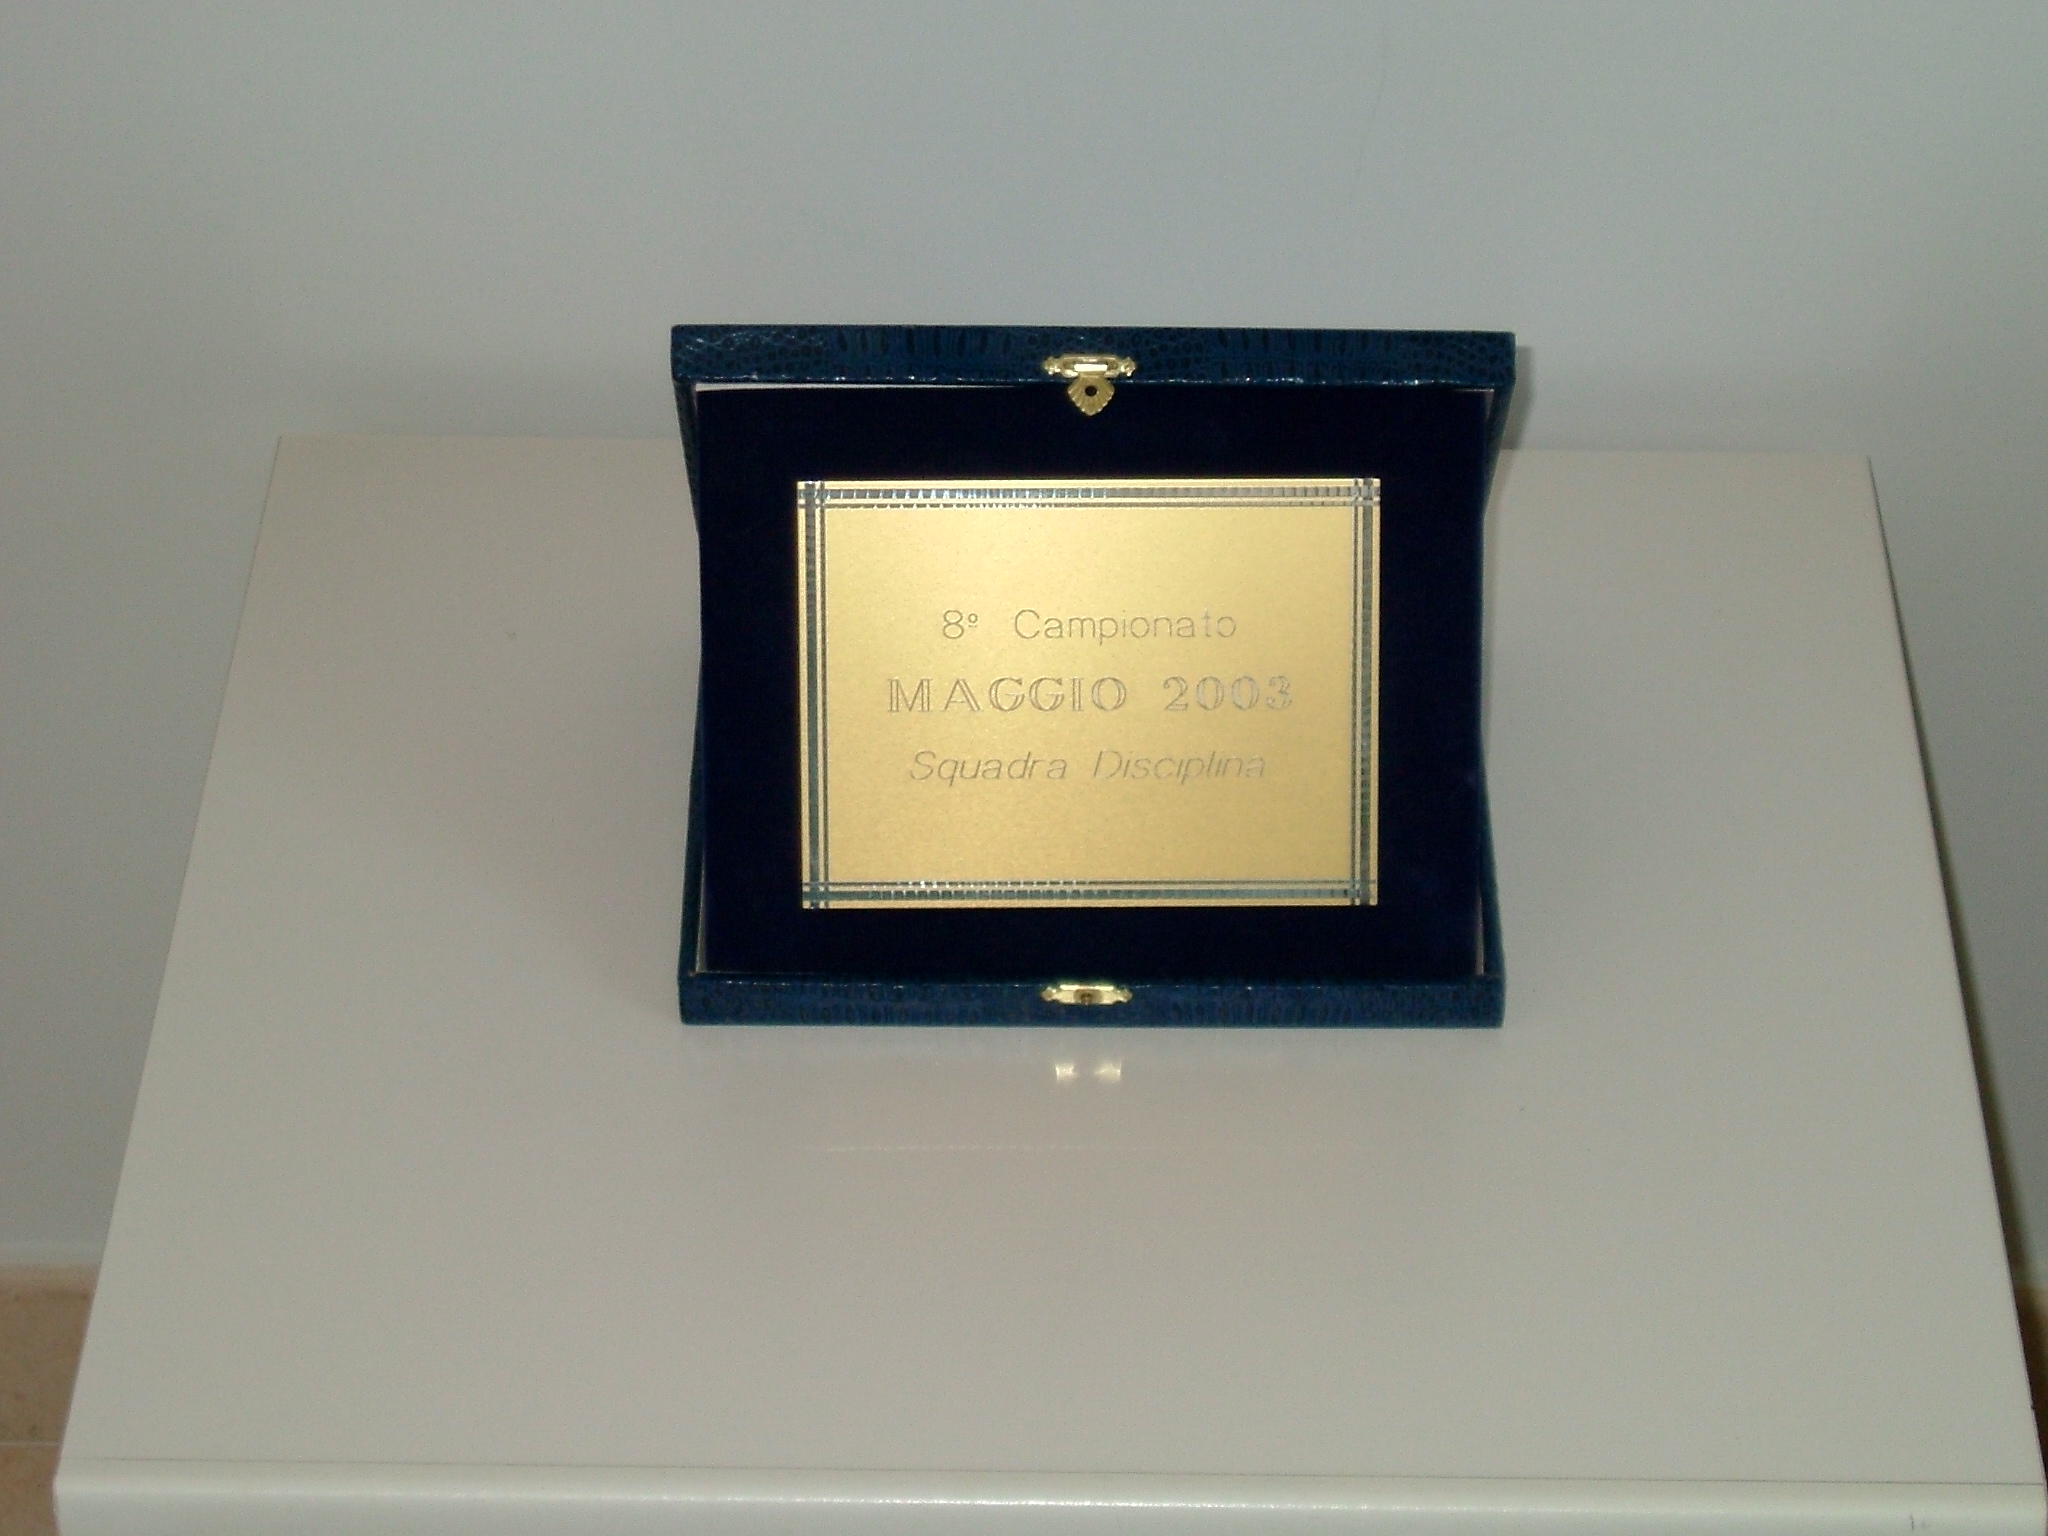 8º Campionato
MAGGIO 2003
Squadra Disciplina